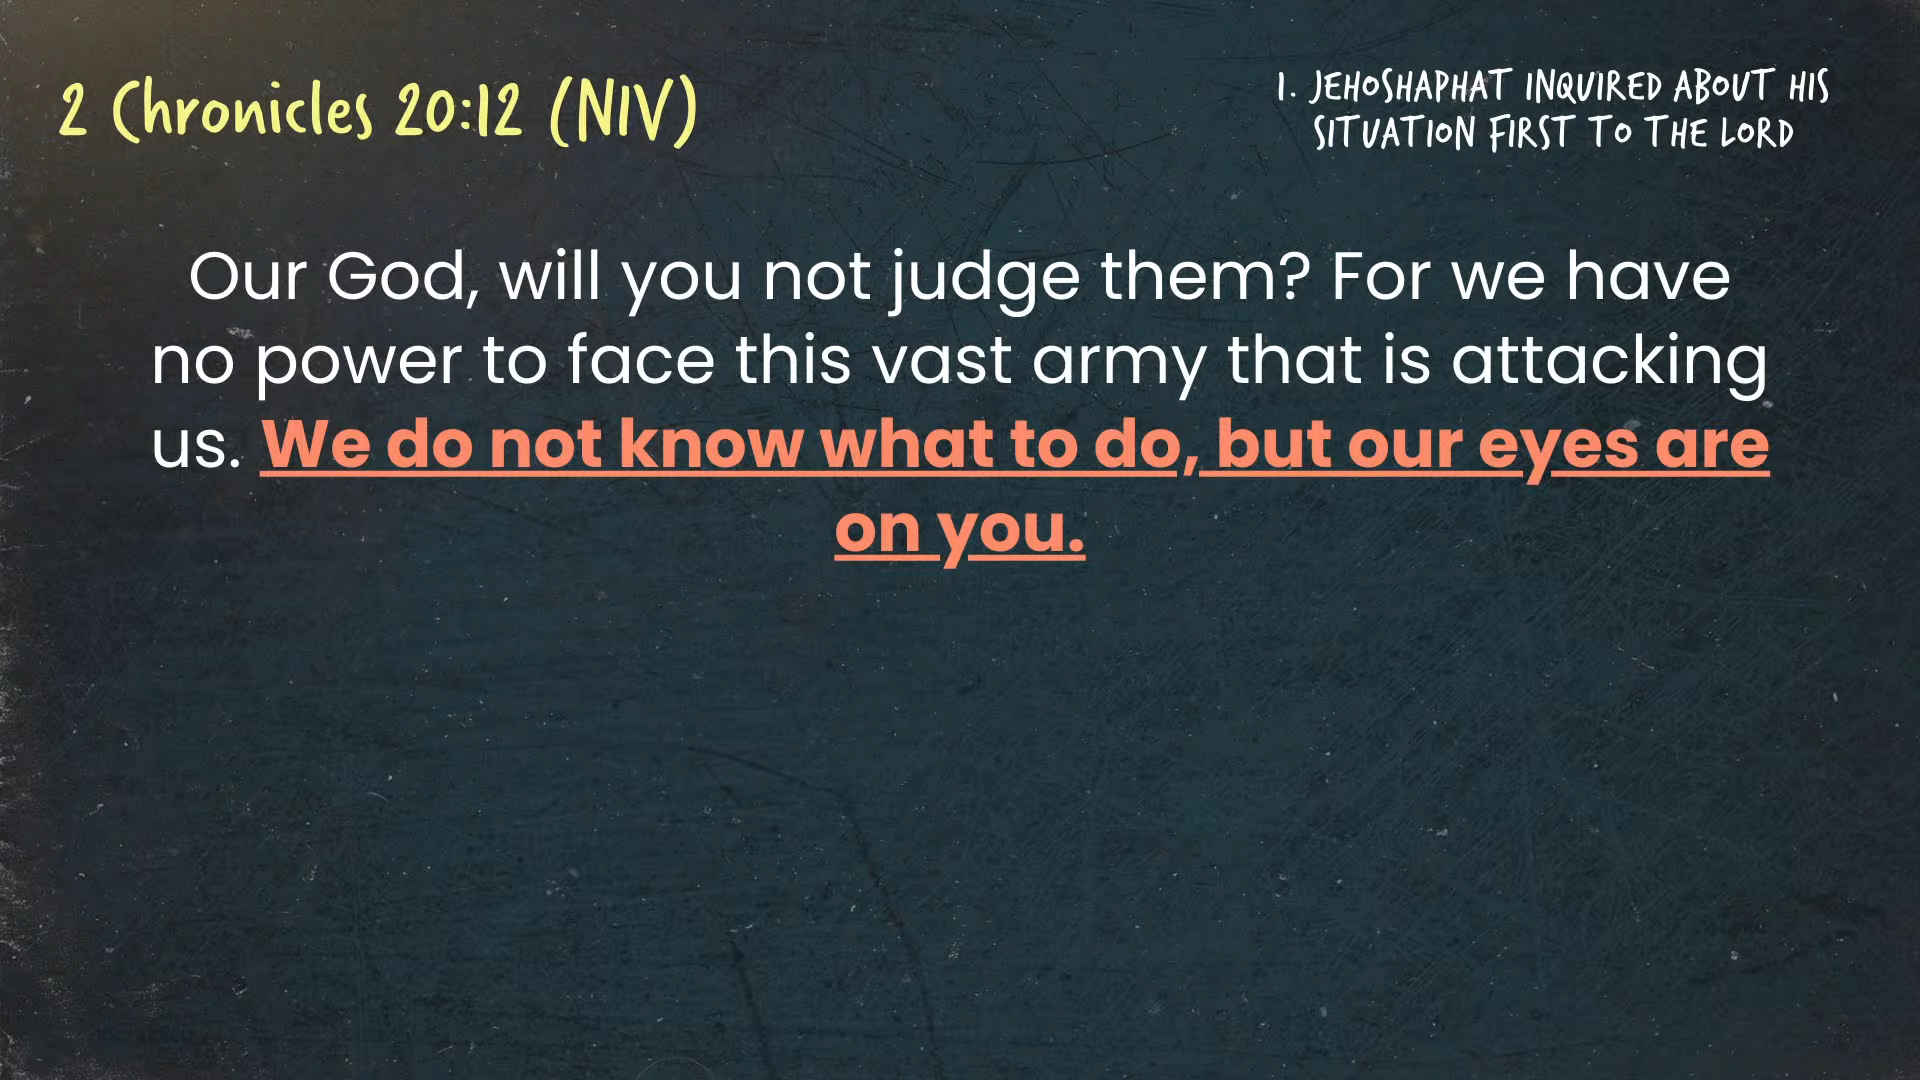 2 Chronicles 20:12 (NIV)
1. JEHOSHAPHAT INQUIRED ABOUT HIS
SITUATION FIRST TO THE LORD
Our God, will you not judge them? For we have
no power to face this vast army that is attacking
us. We do not know what to do, but our eyes are
on you.